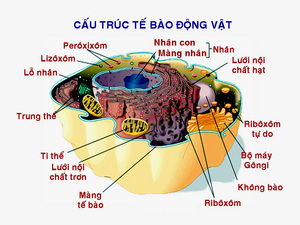 CẤU TRÚC TẾ BÀO ĐỘNG VẬT
Perôxixôm
Lizôxôm
Lỗ nhân
Nhân con
Màng nhân
Nhân
Lưới nội
chất hạt
Trung thể
Ti thể
Lưới nội
chất trơn
Màng
tế bào
Ribôxôm
tự do
Bộ máy
Gôngi
Không bào
Ribôxôm